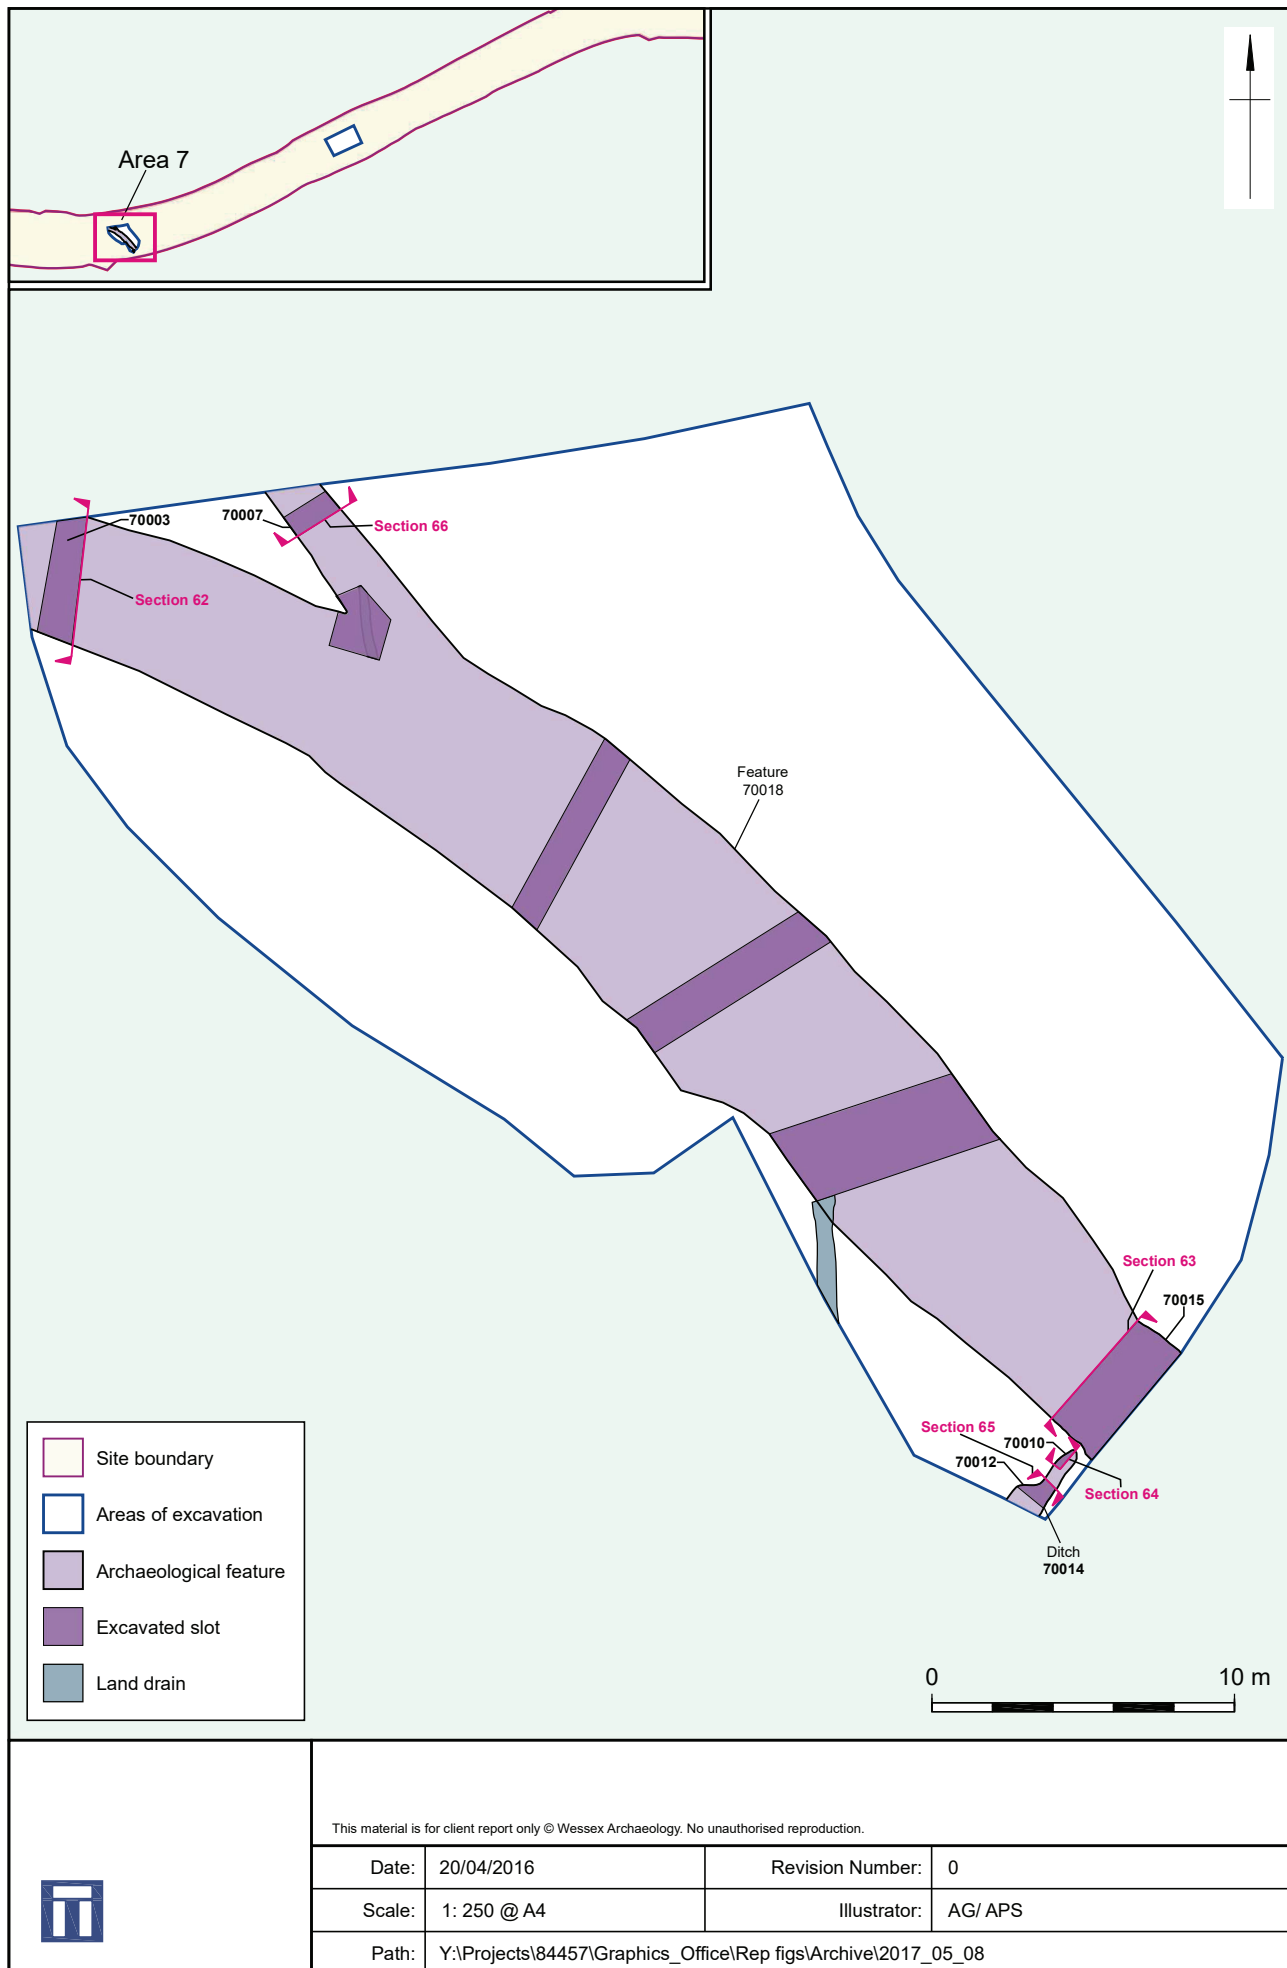 Area 7
70003
70007
Section 66
Section 62
Feature
70018
Section 63
70015
Section 65
70010
70012
Section 64
Ditch
70014
Site boundary
Areas of excavation
Archaeological feature
Excavated slot
Land drain
0 10 m
This material is for client report only © Wessex Archaeology. No unauthorised reproduction.
Date: 20/04/2016 Revision Number: 0
Scale: 1: 250 @ A4 Illustrator: AG/ APS
Path: Y:\Projects\84457\Graphics_Office\Rep figs\Archive\2017_05_08